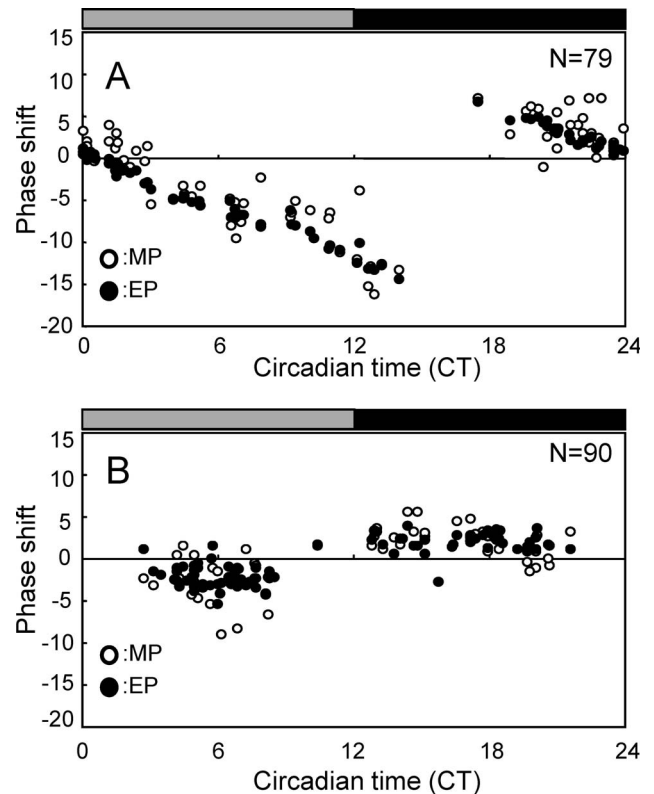 15
A
N=79
10
5
0
-5
-10
-15
-20
Phase shift
:MP
:EP
0 6 12 18 24
Circadian time (CT)
15
B
N=90
10
5
0
-5
-10
-15
-20
Phase shift
:MP
:EP
0 6 12 18 24
Circadian time (CT)